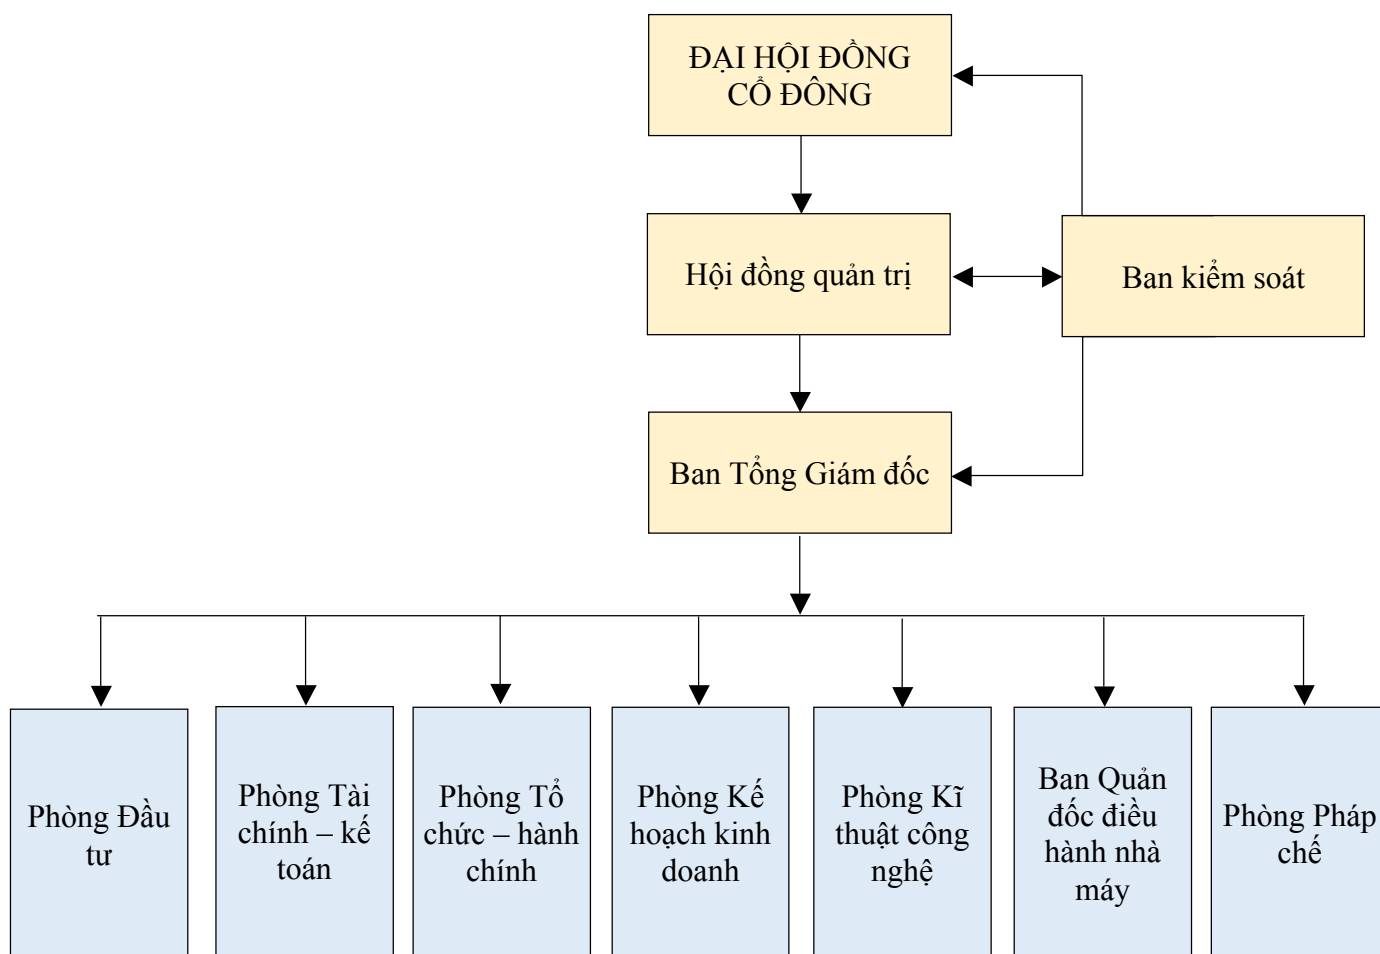 ĐẠI HỘI ĐỒNG
CỔ ĐÔNG
Hội đồng quản trị
Ban kiểm soát
Ban Tổng Giám đốc
Phòng Đầu
tư
Phòng Tài
chính – kế
toán
Phòng Tổ
chức – hành
chính
Phòng Kế
hoạch kinh
doanh
Phòng Kĩ
thuật công
nghệ
Ban Quản
đốc điều
hành nhà
máy
Phòng Pháp
chế